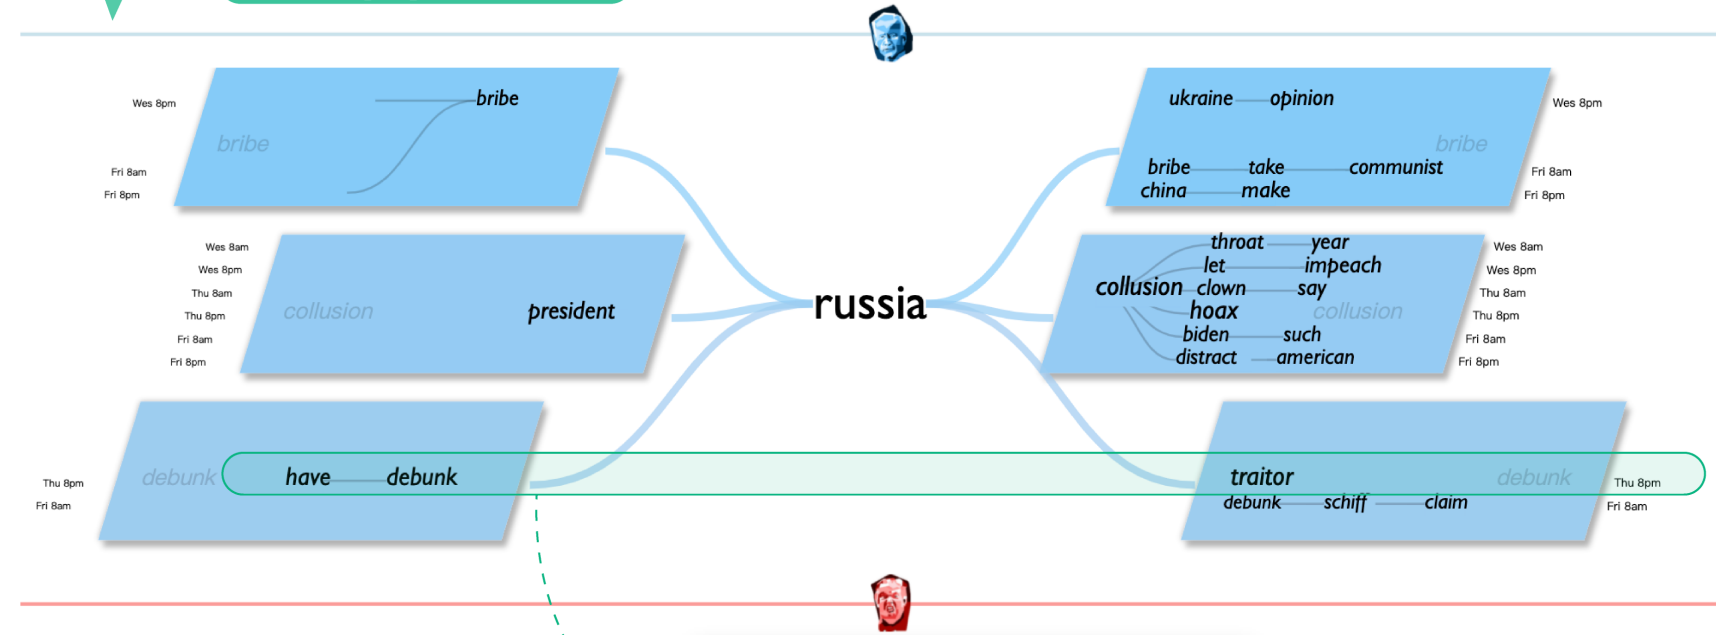 Wes 8pm bribe ukraine opinion Wes 8pm
bribe bribe
Fri 8am bribe take communist Fri 8am
Fri 8pm china make Fri 8pm
Wes 8am throat year Wes 8am
Wes 8pm let impeach Wes 8pm
Thu 8am collusion clown say Thu 8am
russia
Thu 8pm collusion president hoax collusion Thu 8pm
Fri 8am biden such Fri 8am
Fri 8pm distract american Fri 8pm
debunk have debunk traitor debunk
Thu 8pm Thu 8pm
Fri 8am debunk schiff claim Fri 8am